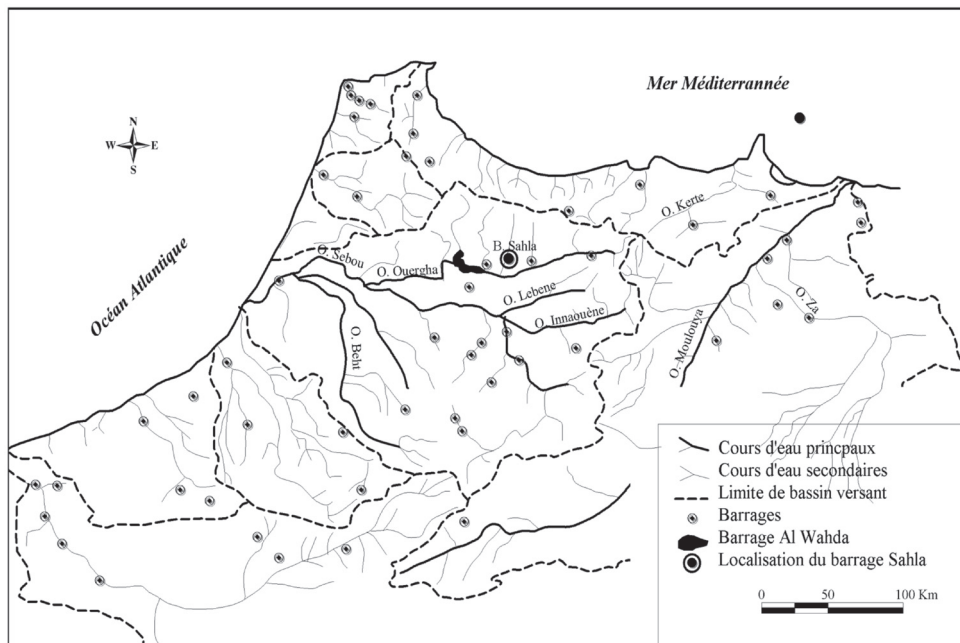 Mer Méditerrannée
N
W E
S
Océan Atlantique
O. Kerte
O. Sebou
B. Sahla
O. Ouergha
O. Lebene
O. Innaouène
O. Beht
O. Moulouya
O. Za
Cours d'eau princpaux
Cours d'eau secondaires
Limite de bassin versant
Barrages
Barrage Al Wahda
Localisation du barrage Sahla
0 50 100 Km